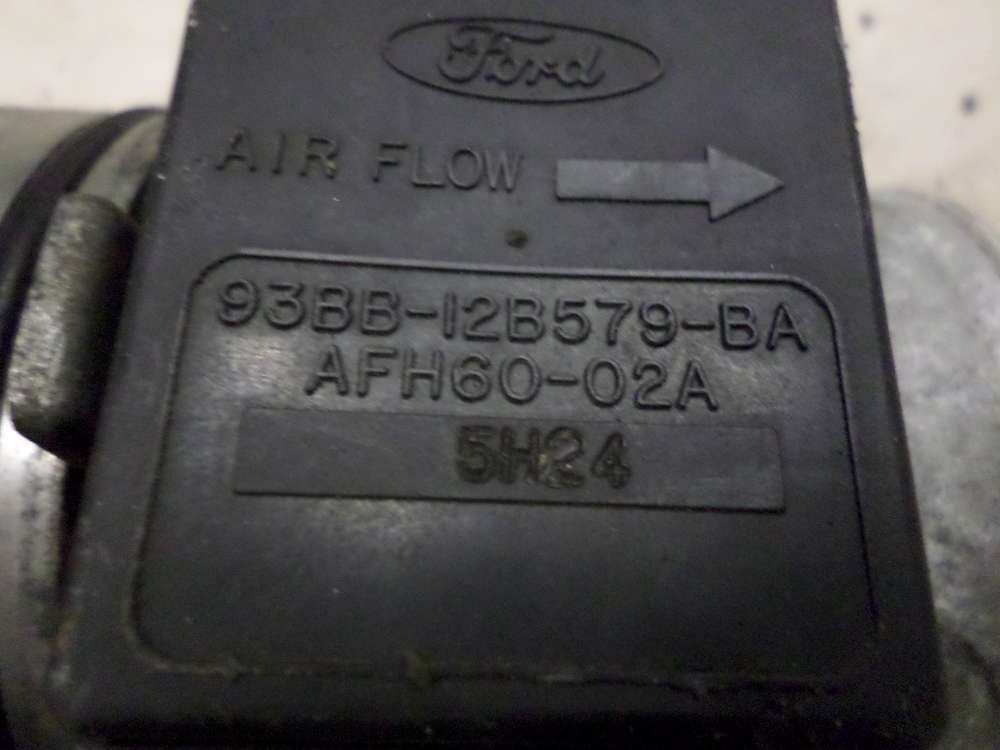 Ford
AIR FLOW
93BB-12B579-BA
AFH60-02A
5H24